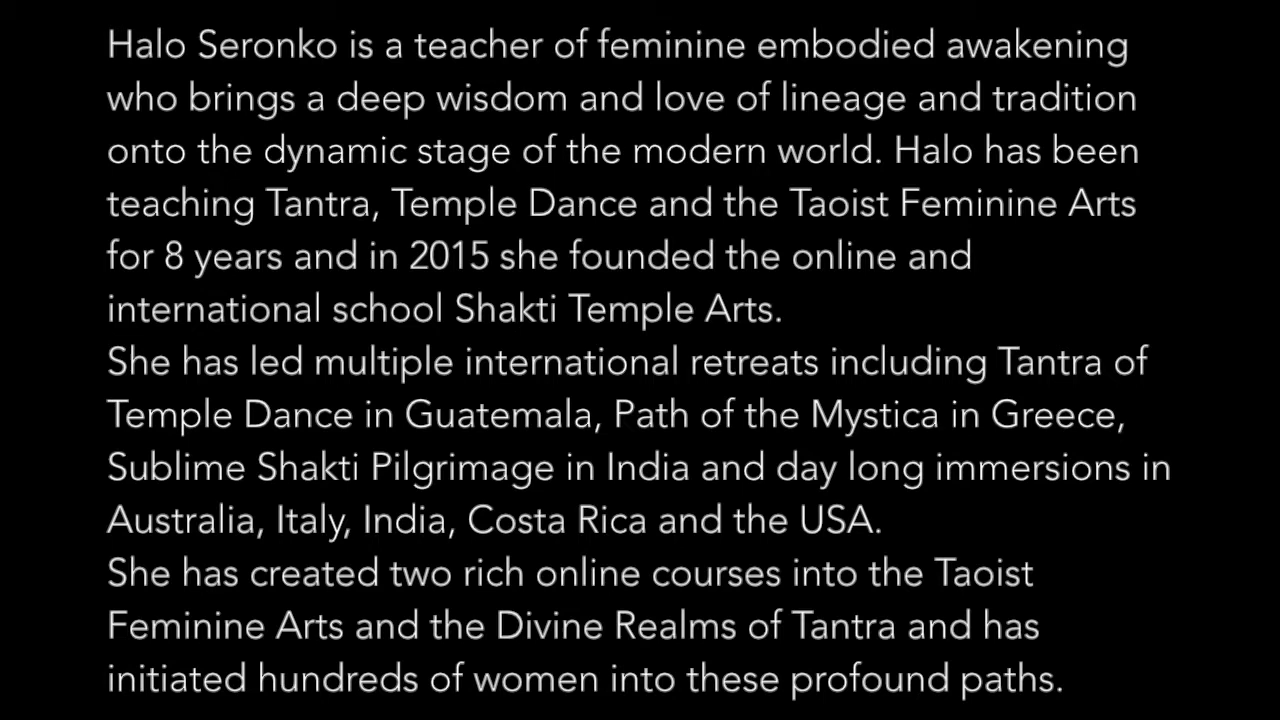 Halo Seronko is a teacher of feminine embodied awakening
who brings a deep wisdom and love of lineage and tradition
onto the dynamic stage of the modern world. Halo has been
teaching Tantra, Temple Dance and the Taoist Feminine Arts
for 8 years and in 2015 she founded the online and
international school Shakti Temple Arts.
She has led multiple international retreats including Tantra of
Temple Dance in Guatemala, Path of the Mystica in Greece,
Sublime Shakti Pilgrimage in India and day long immersions in
Australia, Italy, India, Costa Rica and the USA.
She has created two rich online courses into the Taoist
Feminine Arts and the Divine Realms of Tantra and has
initiated hundreds of women into these profound paths.